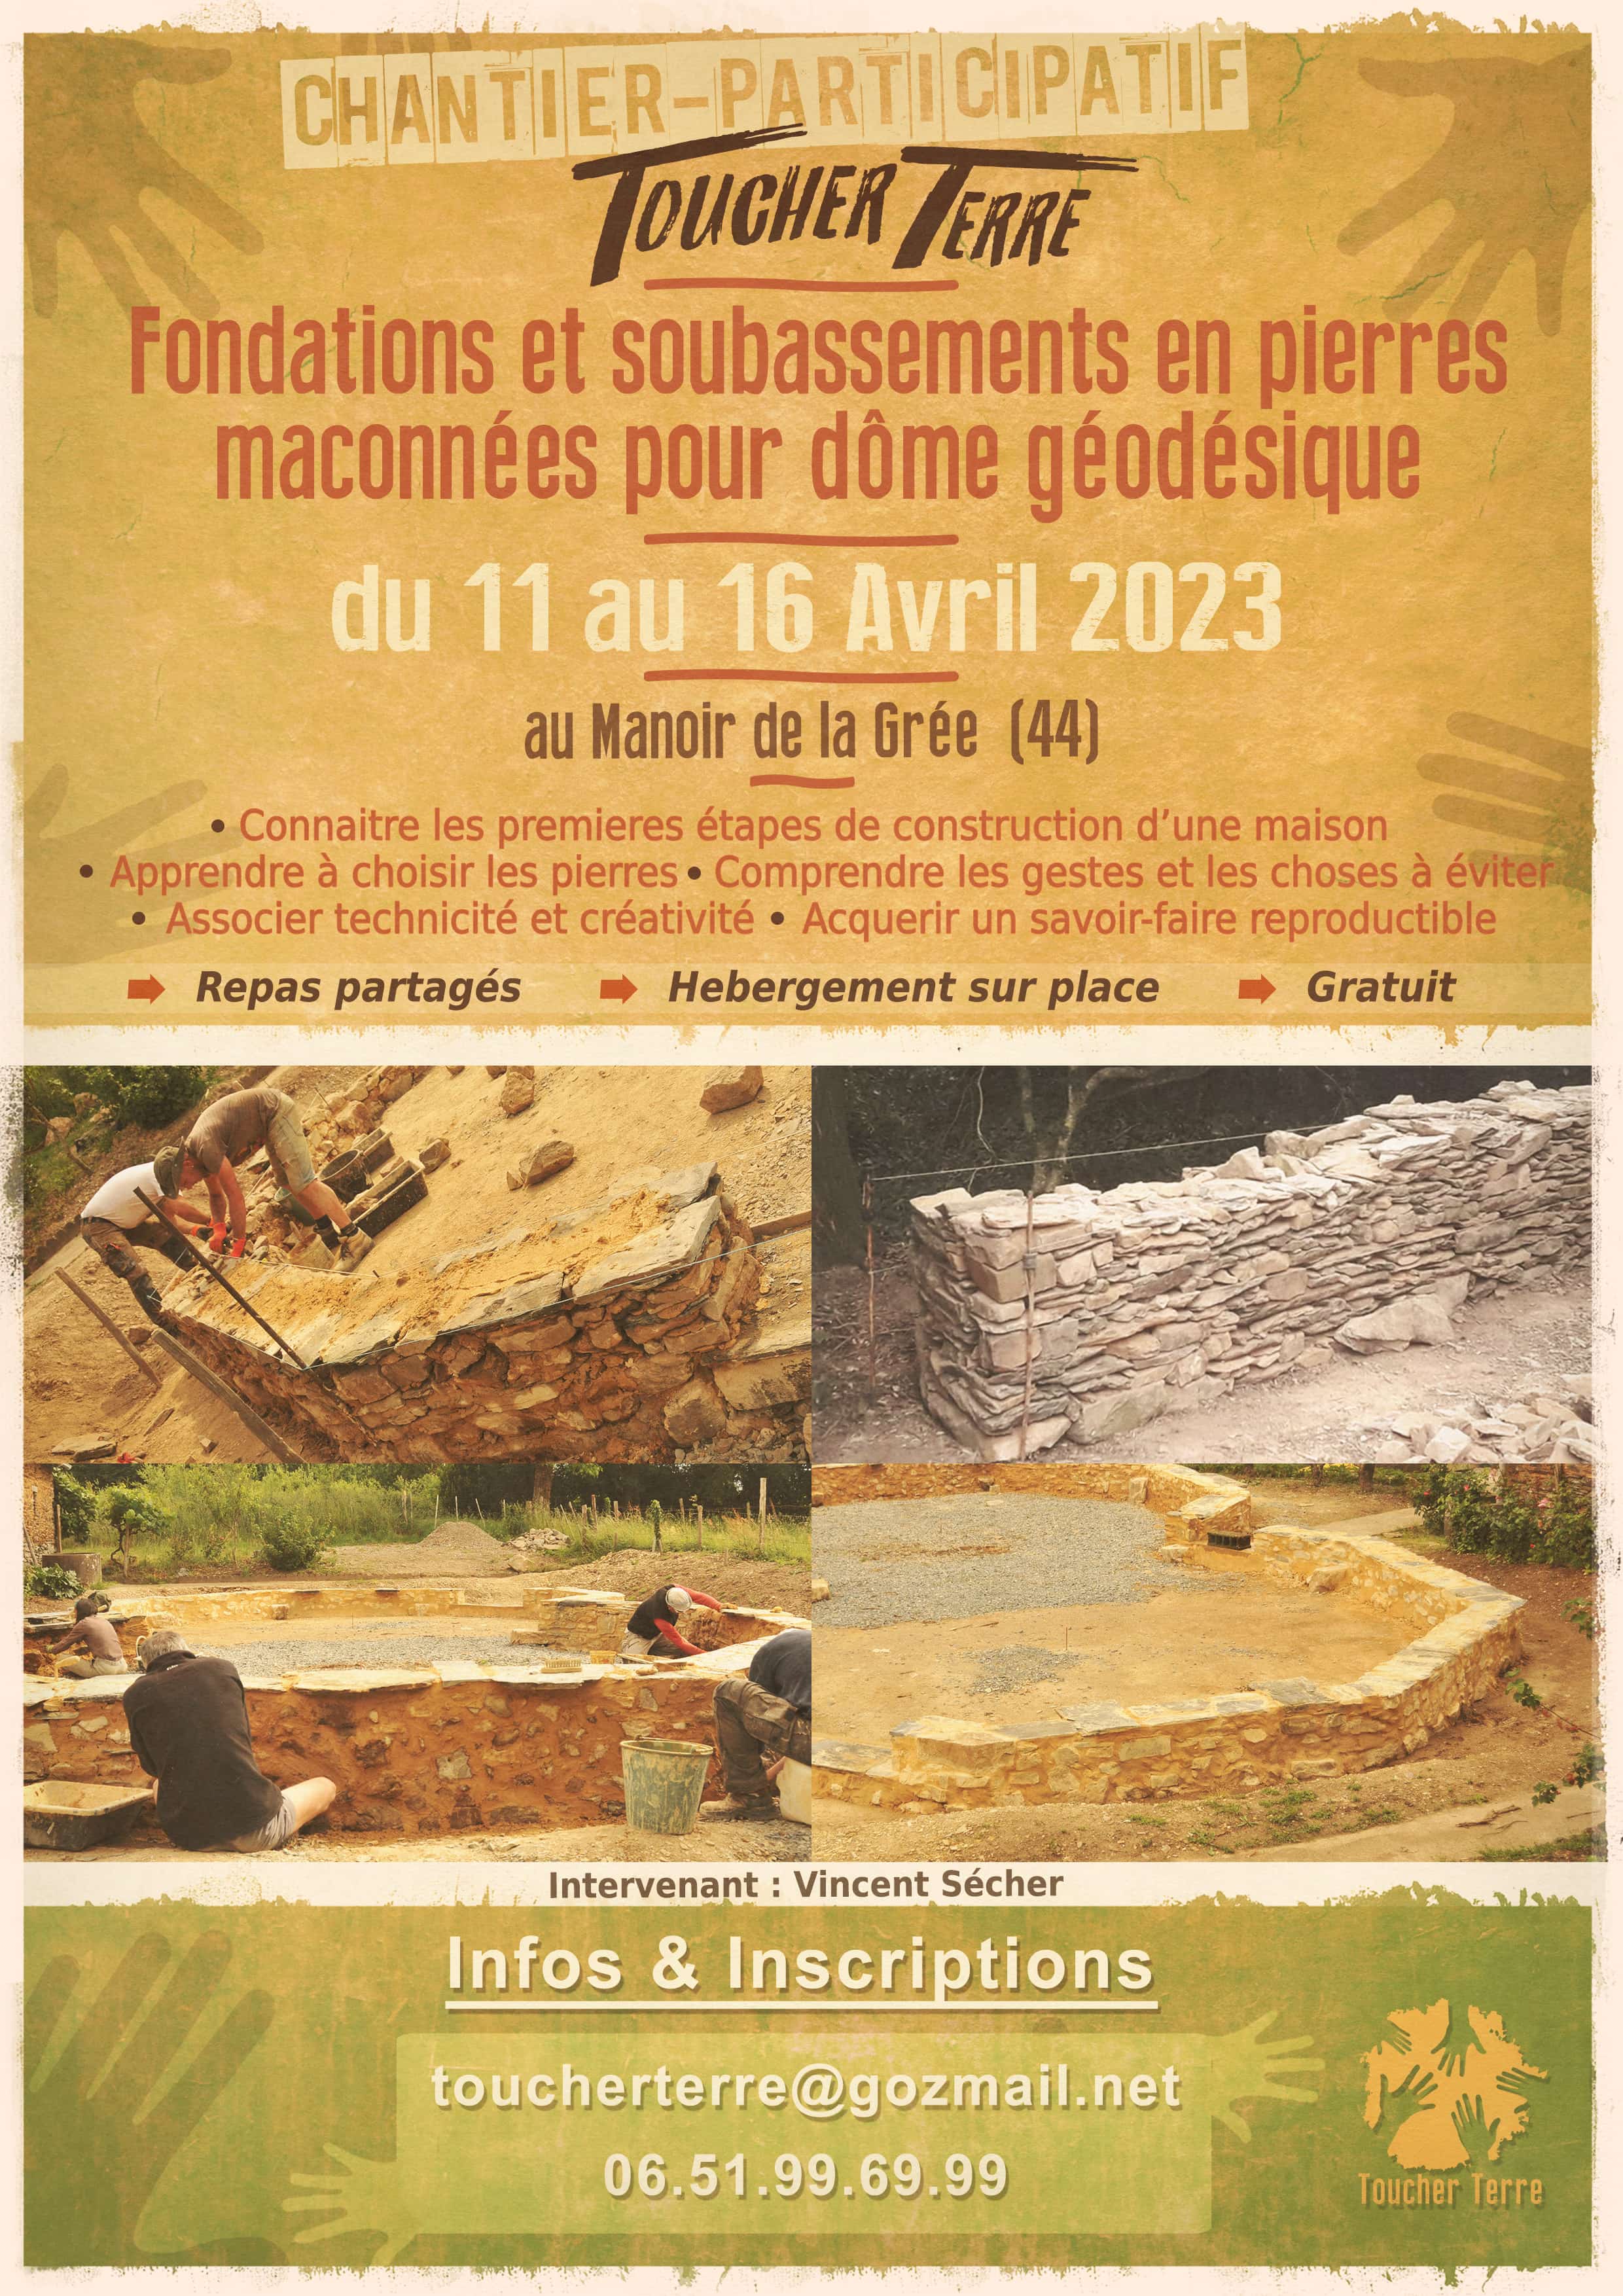 CHANTIER-PARTICIPATIF
TOUCHER TERRE
Fondations et soubassements en pierres
maconnées pour dôme géodésique
du 11 au 16 Avril 2023
au Manoir de la Grée (44)
• Connaitre les premieres étapes de construction d’une maison
• Apprendre à choisir les pierres • Comprendre les gestes et les choses à éviter
• Associer technicité et créativité • Acquerir un savoir-faire reproductible
Repas partagés Hebergement sur place Gratuit
Intervenant : Vincent Sécher
Infos & Inscriptions
toucherterre@gozmail.net
06.51.99.69.99
Toucher Terre